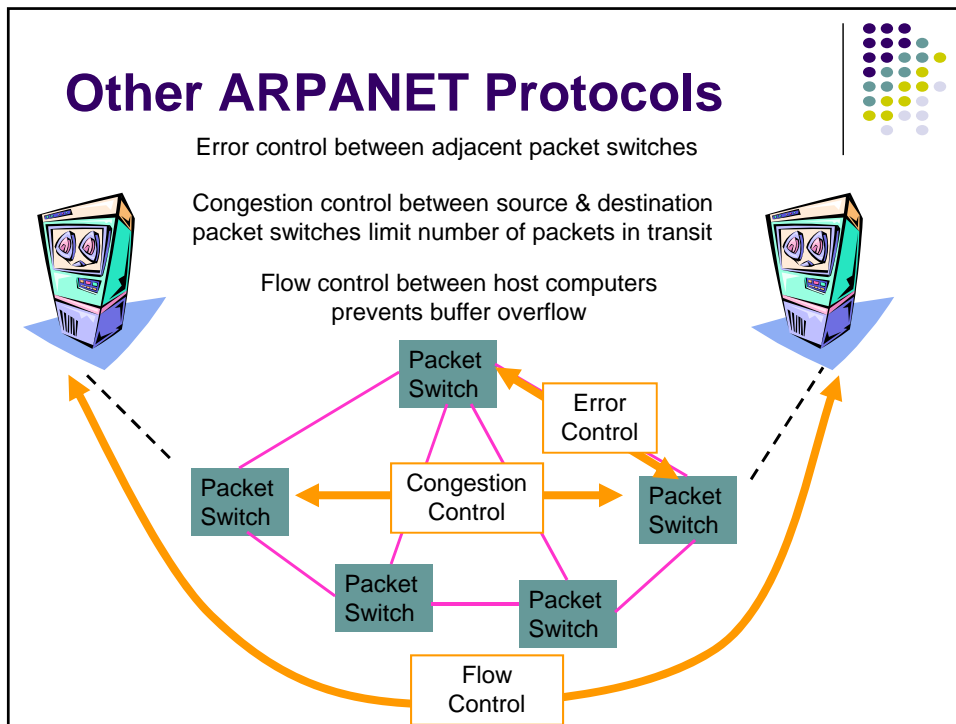 Other ARPANET Protocols
Error control between adjacent packet switches
Congestion control between source & destination
packet switches limit number of packets in transit
Flow control between host computers
prevents buffer overflow
Packet
Switch
Error
Control
Packet
Switch
Congestion
Control
Packet
Switch
Packet
Switch
Packet
Switch
Flow
Control